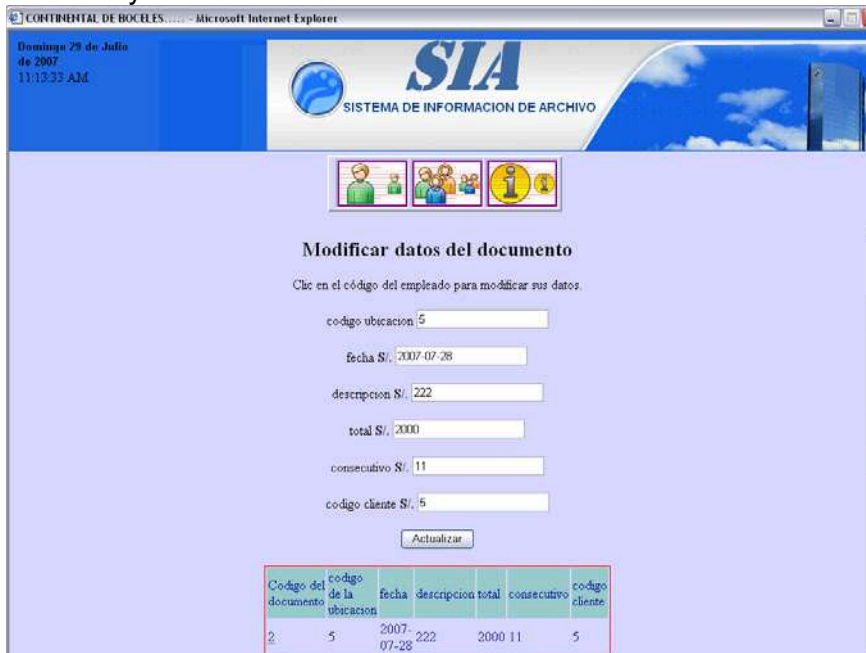 y
CONTINENTAL DE BOCELES..... - Microsoft Internet Explorer
Domingo 29 de Julio
de 2007
11:13:33 AM
SIA
SISTEMA DE INFORMACION DE ARCHIVO
Modificar datos del documento
Clic en el código del empleado para modificar sus datos.
codigo ubicacion 5
fecha S/. 2007-07-28
descripcion S/. 222
total S/. 2000
consecutivo S/. 11
codigo cliente S/. 5
Actualizar
Codigo del documento codigo de la ubicacion fecha descripcion total consecutivo codigo cliente
2 5 2007-07-28 222 2000 11 5